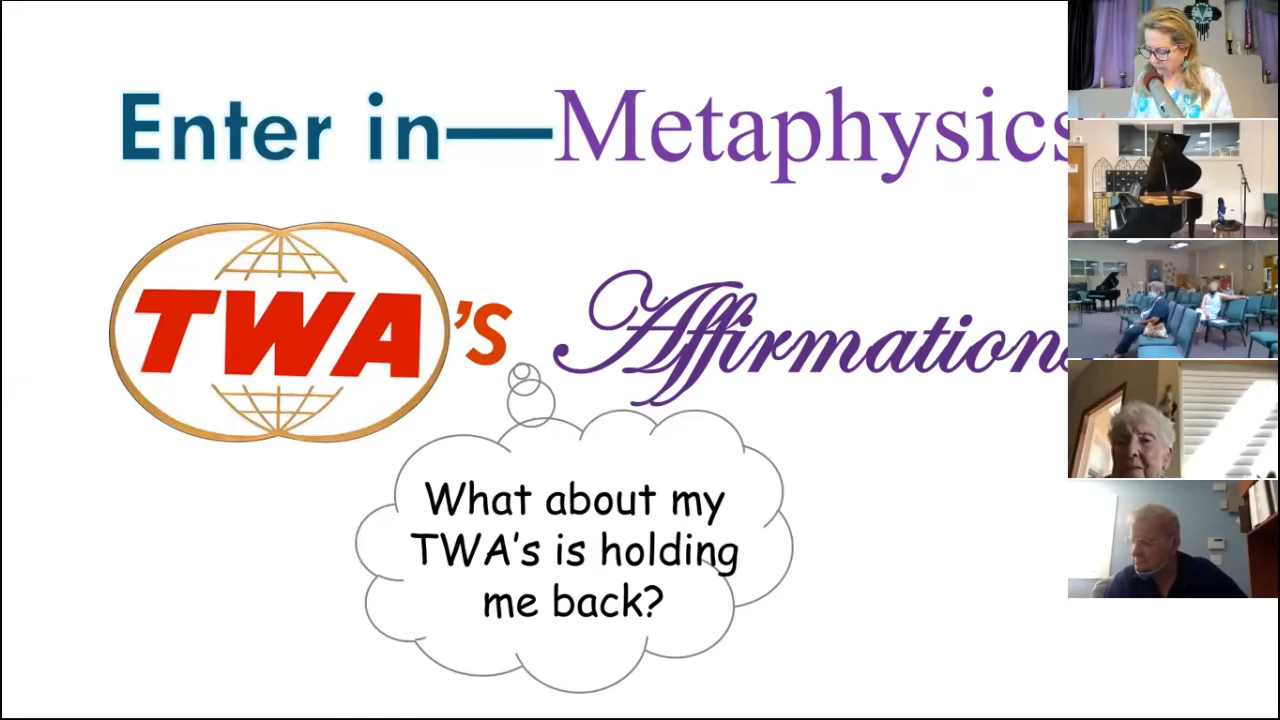 Enter in—Metaphysics
TWA'S Affirmations
What about my
TWA's is holding
me back?